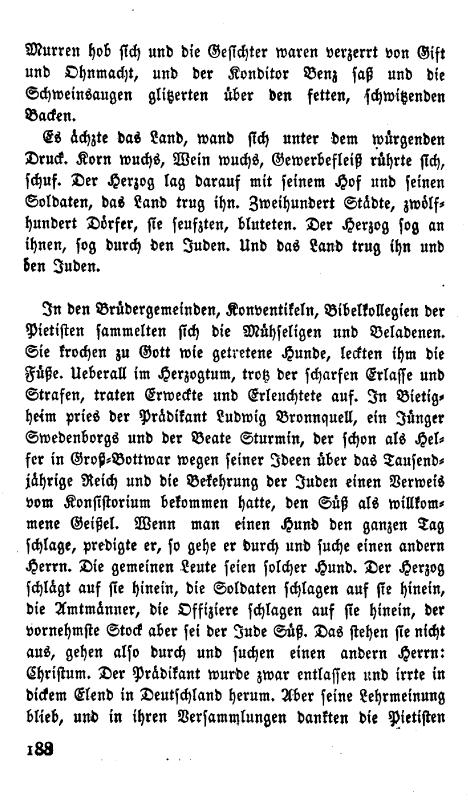 Murren hob sich und die Gesichter waren verzerrt von Gift
und Ohnmacht, und der Konditor Benz saß und die
Schweinsaugen glitzerten über den fetten, schwitzenden
Backen.
Es ächzte das Land, wand sich unter dem würgenden
Druck. Korn wuchs, Wein wuchs, Gewerbefleiß rührte sich,
schuf. Der Herzog lag darauf mit seinem Hof und seinen
Soldaten, das Land trug ihn. Zweihundert Städte, zwölf-
hundert Dörfer, sie seufzten, bluteten. Der Herzog sog an
ihnen, sog durch den Juden. Und das Land trug ihn und
den Juden.
In den Brüdergemeinden, Konventikeln, Bibelkollegien der
Pietisten sammelten sich die Mühseligen und Beladenen.
Sie krochen zu Gott wie getretene Hunde, leckten ihm die
Füße. Ueberall im Herzogtum, trotz der scharfen Erlasse und
Strafen, traten Erweckte und Erleuchtete auf. In Bietig-
heim pries der Prädikant Ludwig Bronnquell, ein Jünger
Swedenborgs und der Beate Sturmin, der schon als Hel-
fer in Groß-Bottwar wegen seiner Ideen über das Tausend-
jährige Reich und die Bekehrung der Juden einen Verweis
vom Konsistorium bekommen hatte, den Süß als willkom-
mene Geißel. Wenn man einen Hund den ganzen Tag
schlage, predigte er, so gehe er durch und suche einen andern
Herrn. Die gemeinen Leute seien solcher Hund. Der Herzog
schlägt auf sie hinein, die Soldaten schlagen auf sie hinein,
die Amtmänner, die Offiziere schlagen auf sie hinein, der
vornehmste Stock aber sei der Jude Süß. Das stehen sie nicht
aus, gehen also durch und suchen einen andern Herrn:
Christum. Der Prädikant wurde zwar entlassen und irrte in
dickem Elend in Deutschland herum. Aber seine Lehrmeinung
blieb, und in ihren Versammlungen dankten die Pietisten
188